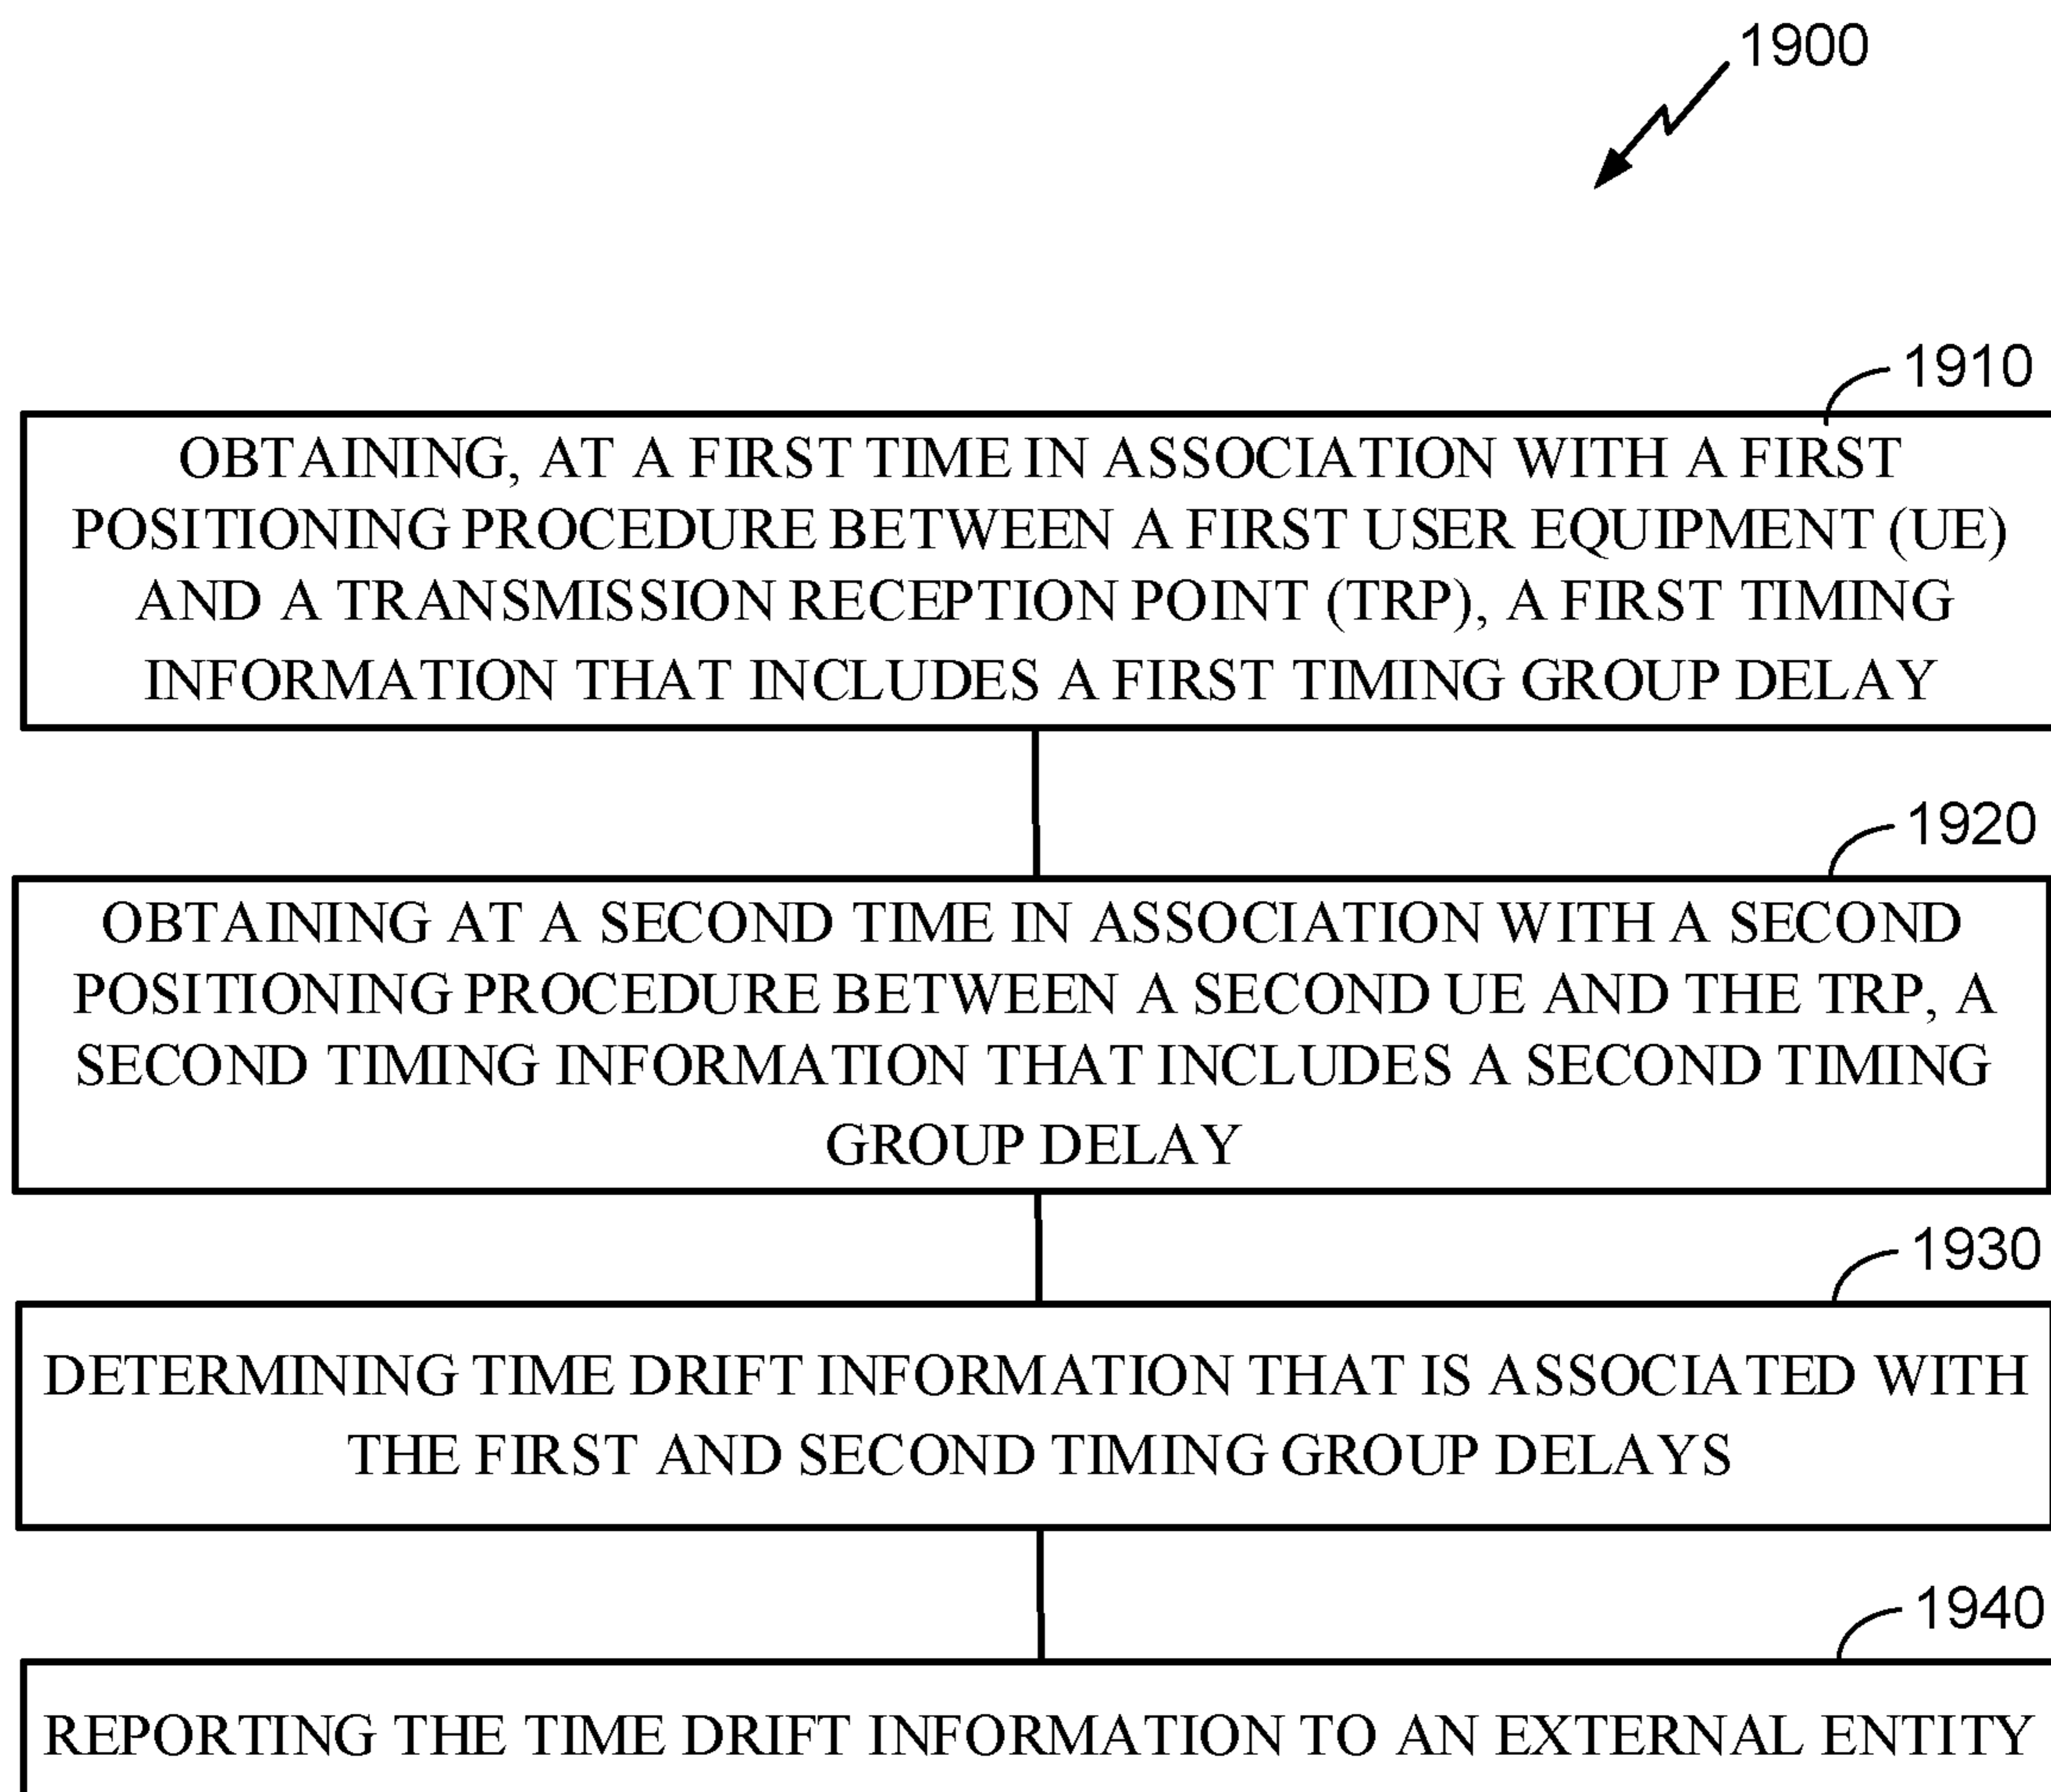 1900
1910
OBTAINING, AT A FIRST TIME IN ASSOCIATION WITH A FIRST
POSITIONING PROCEDURE BETWEEN A FIRST USER EQUIPMENT (UE)
AND A TRANSMISSION RECEPTION POINT (TRP), A FIRST TIMING
INFORMATION THAT INCLUDES A FIRST TIMING GROUP DELAY
1920
OBTAINING AT A SECOND TIME IN ASSOCIATION WITH A SECOND
POSITIONING PROCEDURE BETWEEN A SECOND UE AND THE TRP, A
SECOND TIMING INFORMATION THAT INCLUDES A SECOND TIMING
GROUP DELAY
1930
DETERMINING TIME DRIFT INFORMATION THAT IS ASSOCIATED WITH
THE FIRST AND SECOND TIMING GROUP DELAYS
1940
REPORTING THE TIME DRIFT INFORMATION TO AN EXTERNAL ENTITY